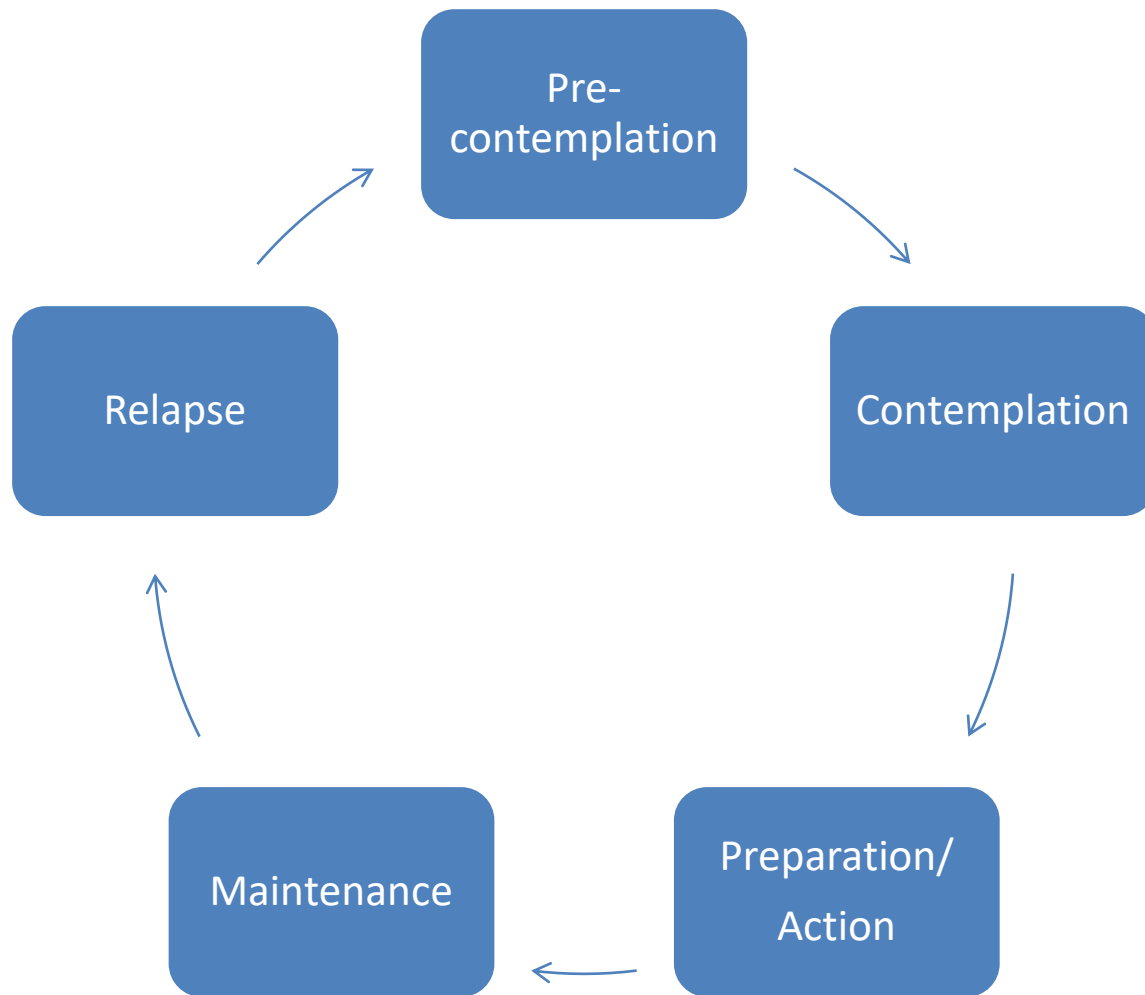 Pre-
contemplation
Contemplation
Preparation/
Action
Maintenance
Relapse